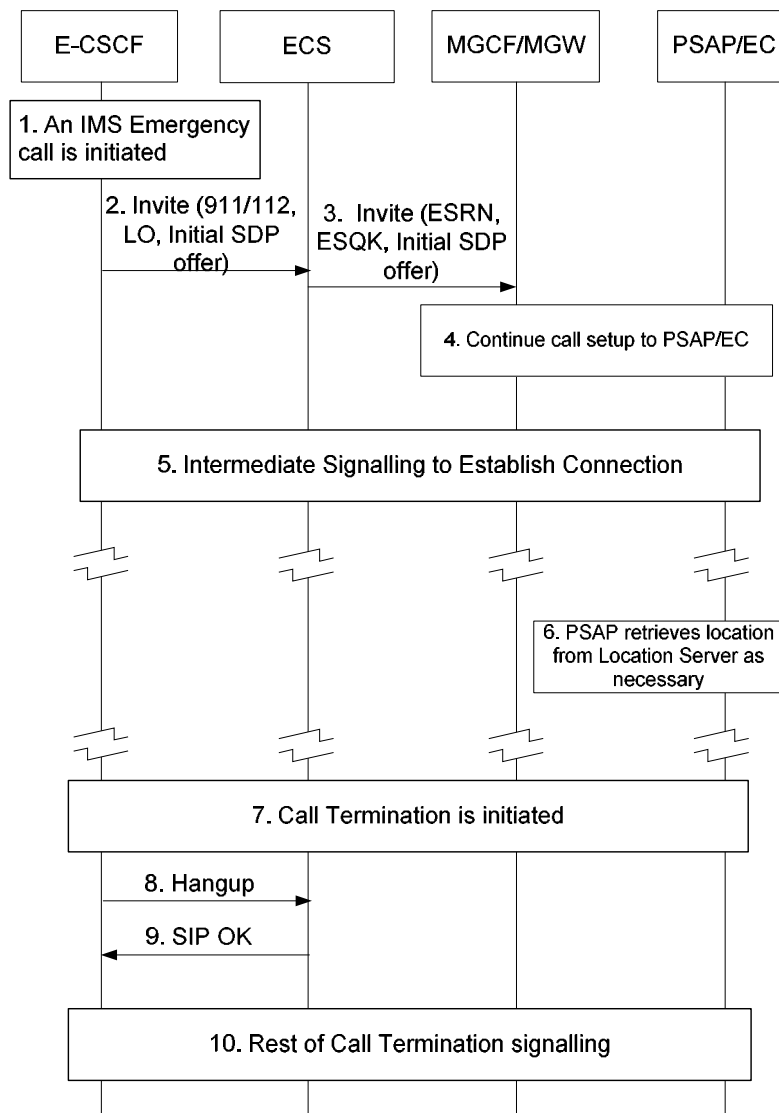 E-CSCF
ECS
MGCF/MGW
PSAP/EC
1. An IMS Emergency
call is initiated
2. Invite (911/112,
LO, Initial SDP
offer)
3. Invite (ESRN,
ESQK, Initial SDP
offer)
4. Continue call setup to PSAP/EC
5. Intermediate Signalling to Establish Connection
6. PSAP retrieves location
from Location Server as
necessary
7. Call Termination is initiated
8. Hangup
9. SIP OK
10. Rest of Call Termination signalling